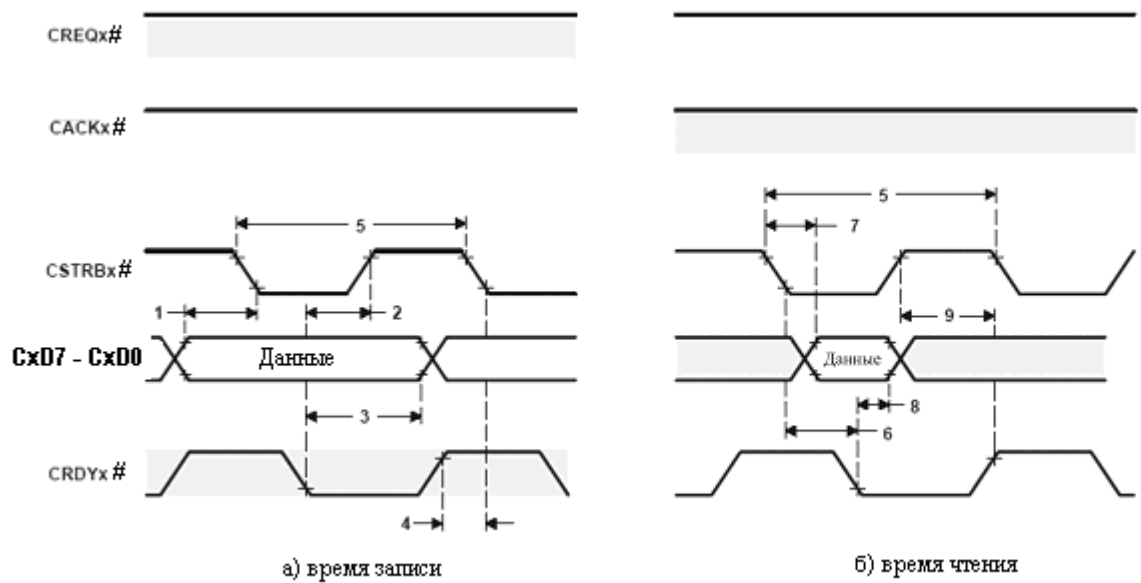 CREQx#
CACKx#
5
5
7
CSTRBx#
1
2
9
CxD7 - CxD0
Данные
Данные
3
8
6
CRDYx#
4
а) время записи
б) время чтения